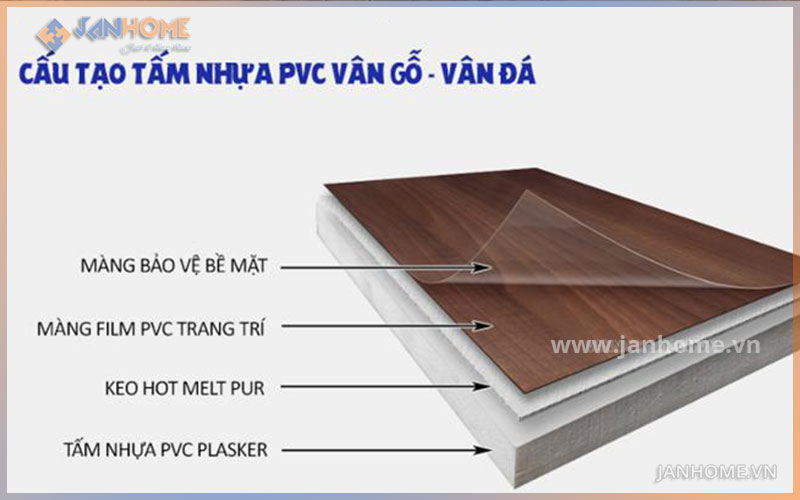 JANHOME
CẤU TẠO TẤM NHỰA PVC VÂN GỖ - VÂN ĐÁ
MÀNG BẢO VỆ BỀ MẶT
MÀNG FILM PVC TRANG TRÍ
www.janhome.vn
KEO HOT MELT PUR
TẤM NHỰA PVC PLASKER
JANHOME.VN